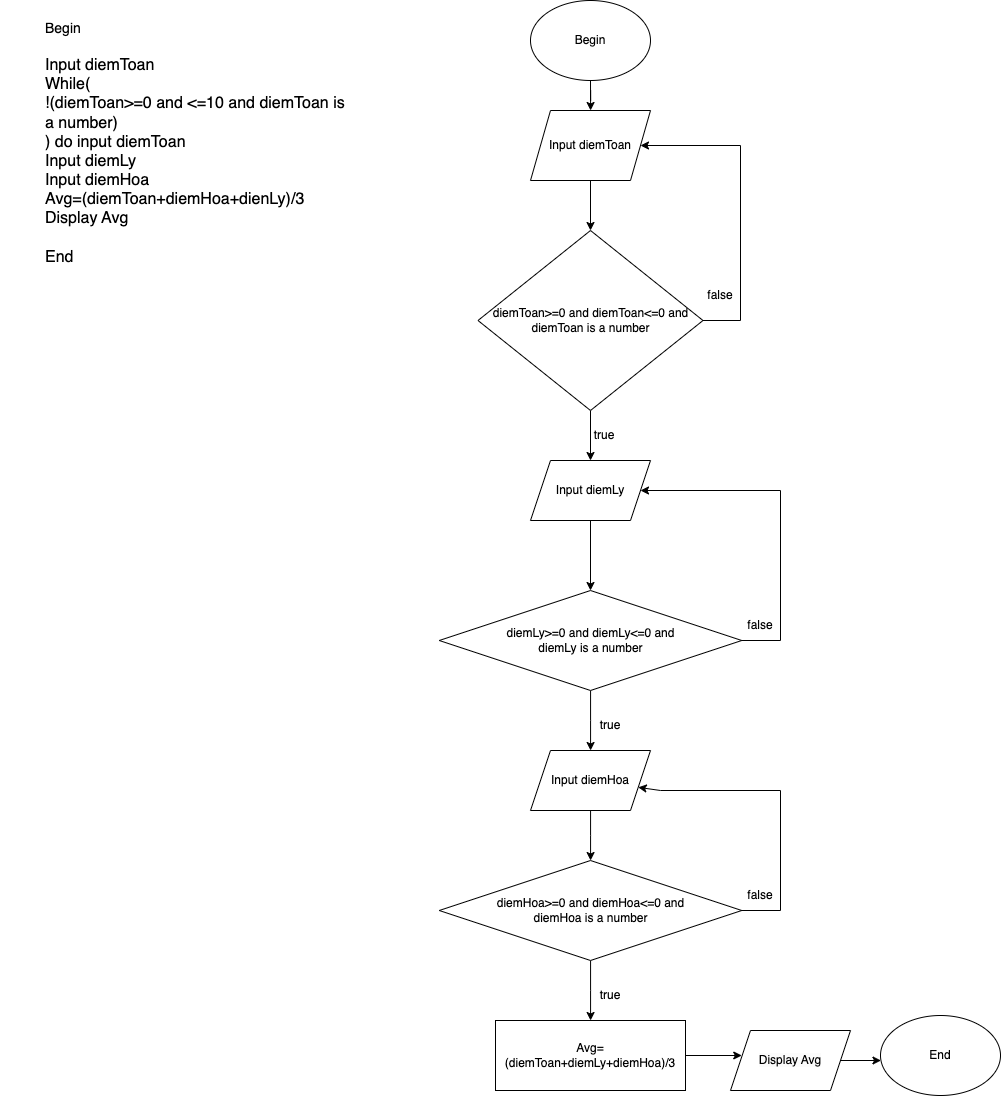 Begin
Input diemToan
While(
!(diemToan>=0 and <=10 and diemToan is
a number)
) do input diemToan
Input diemLy
Input diemHoa
Avg=(diemToan+diemHoa+dienLy)/3
Display Avg
End
Begin
Input diemToan
diemToan>=0 and diemToan<=0 and
diemToan is a number
false
true
Input diemLy
diemLy>=0 and diemLy<=0 and
diemLy is a number
false
true
Input diemHoa
diemHoa>=0 and diemHoa<=0 and
diemHoa is a number
false
true
Avg=
(diemToan+diemLy+diemHoa)/3
Display Avg
End